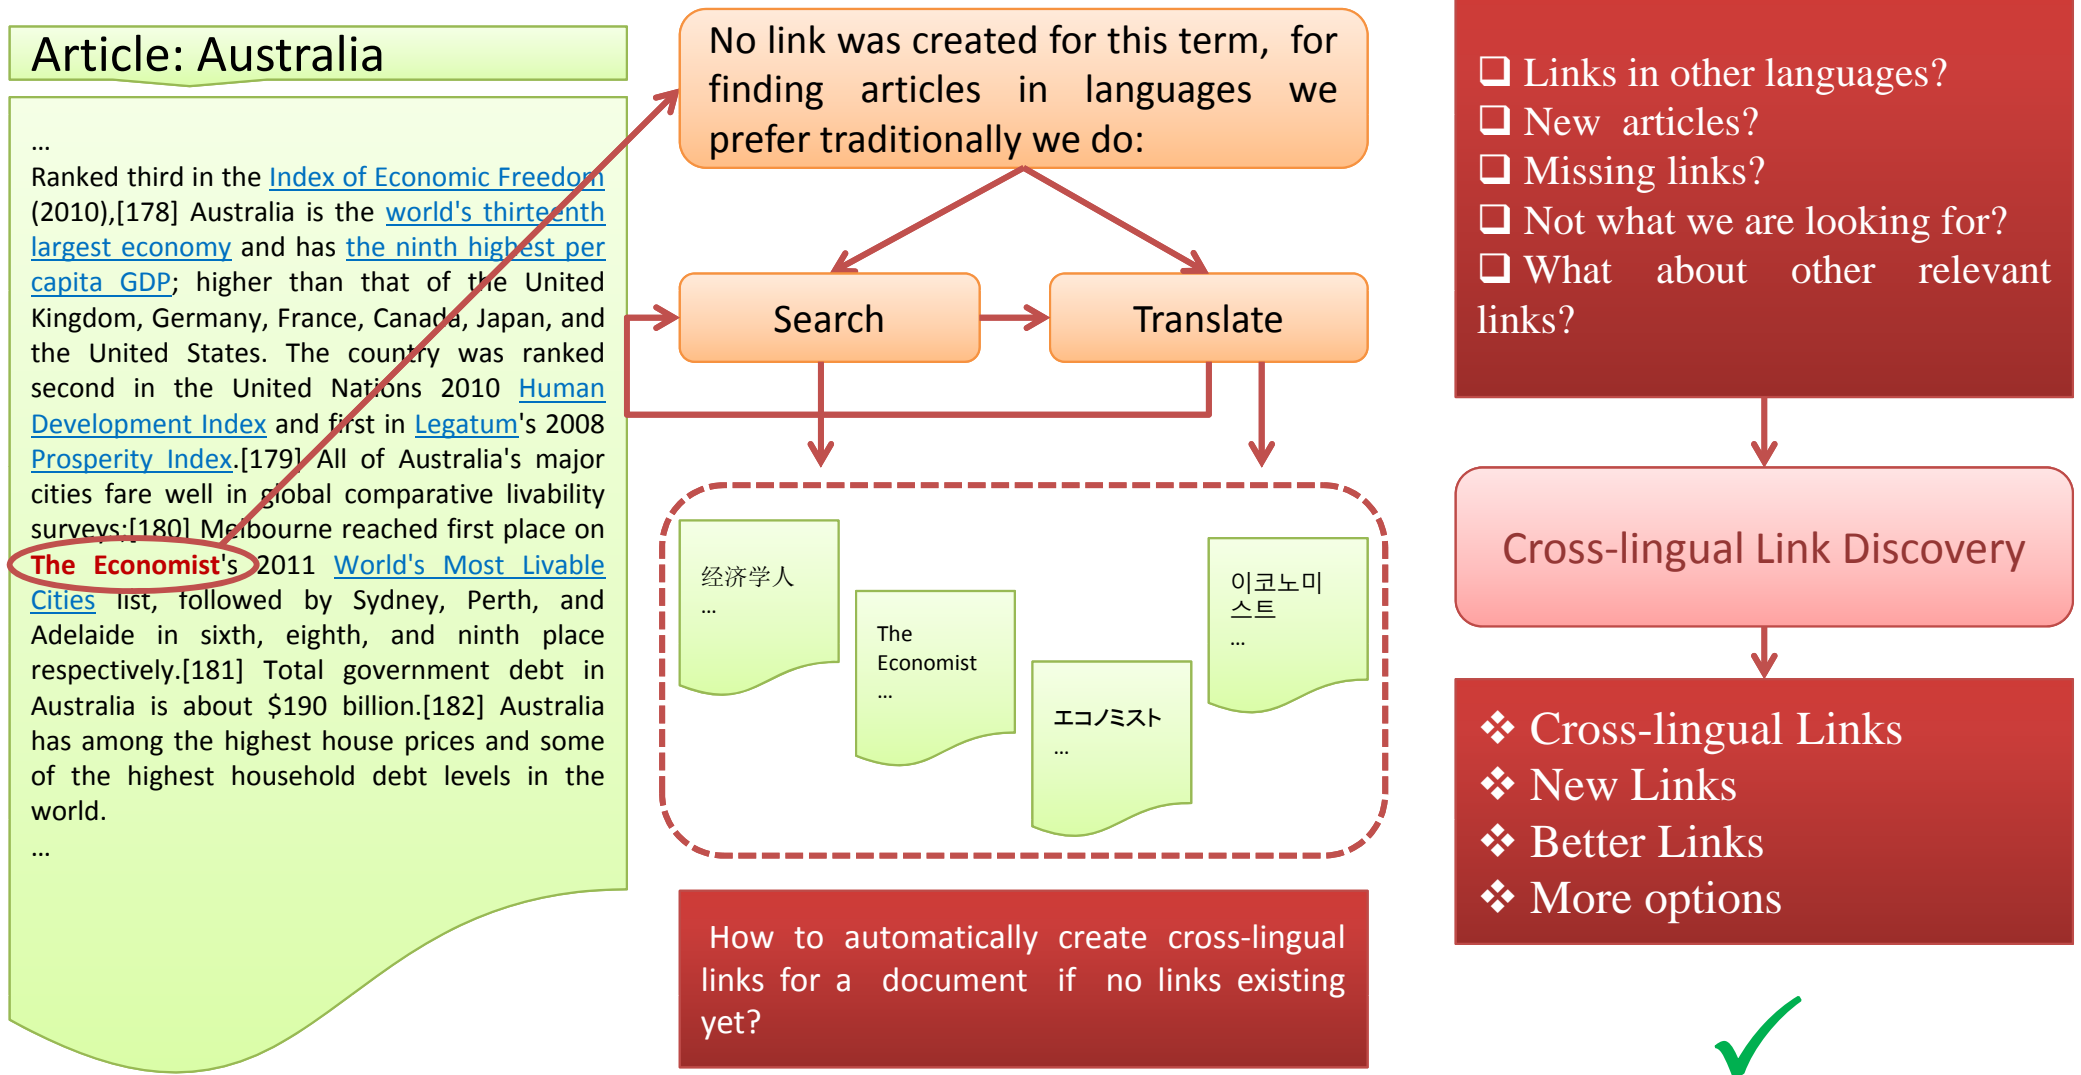 Article: Australia
...
Ranked third in the Index of Economic Freedom
(2010),[178] Australia is the world's thirteenth
largest economy and has the ninth highest per
capita GDP; higher than that of the United
Kingdom, Germany, France, Canada, Japan, and
the United States. The country was ranked
second in the United Nations 2010 Human
Development Index and first in Legatum's 2008
Prosperity Index.[179] All of Australia's major
cities fare well in global comparative livability
surveys;[180] Melbourne reached first place on
The Economist's 2011 World's Most Livable
Cities list, followed by Sydney, Perth, and
Adelaide in sixth, eighth, and ninth place
respectively.[181] Total government debt in
Australia is about $190 billion.[182] Australia
has among the highest house prices and some
of the highest household debt levels in the
world.
...
No link was created for this term, for
finding articles in languages we
prefer traditionally we do:
Search
Translate
经济学人
...
The
Economist
...
エコノミスト
...
이코노미
스트
...
How to automatically create cross-lingual
links for a document if no links existing
yet?
❑ Links in other languages?
❑ New articles?
❑ Missing links?
❑ Not what we are looking for?
❑ What about other relevant
links?
Cross-lingual Link Discovery
❖ Cross-lingual Links
❖ New Links
❖ Better Links
❖ More options